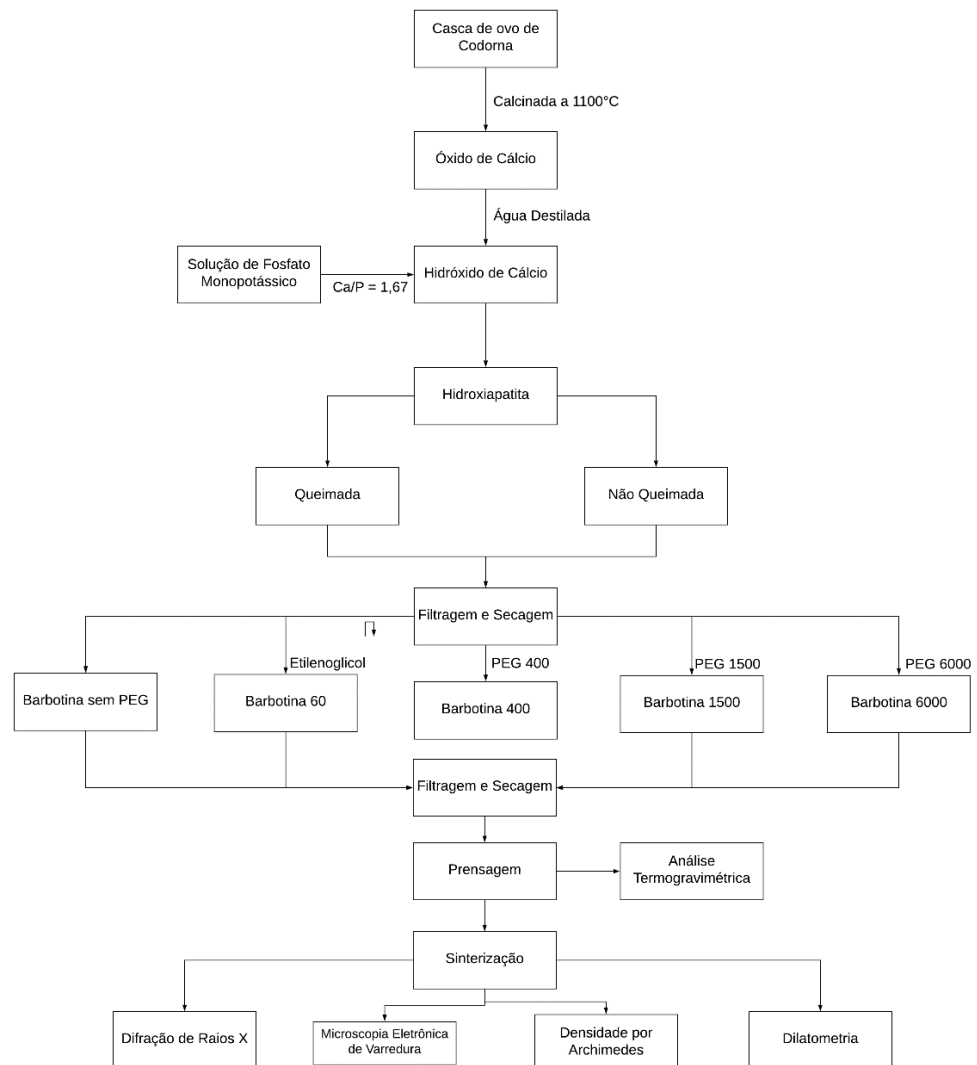 Casca de ovo de
Codorna
Calcinada a 1100°C
Óxido de Cálcio
Água Destilada
Solução de Fosfato
Monopotássico
Ca/P = 1,67
Hidróxido de Cálcio
Hidroxiapatita
Queimada
Não Queimada
Filtragem e Secagem
Etilenoglicol
PEG 400
PEG 1500
PEG 6000
Barbotina sem PEG
Barbotina 60
Barbotina 400
Barbotina 1500
Barbotina 6000
Filtragem e Secagem
Prensagem
Análise
Termogravimétrica
Sinterização
Difração de Raios X
Microscopia Eletrônica
de Varredura
Densidade por
Archimedes
Dilatometria